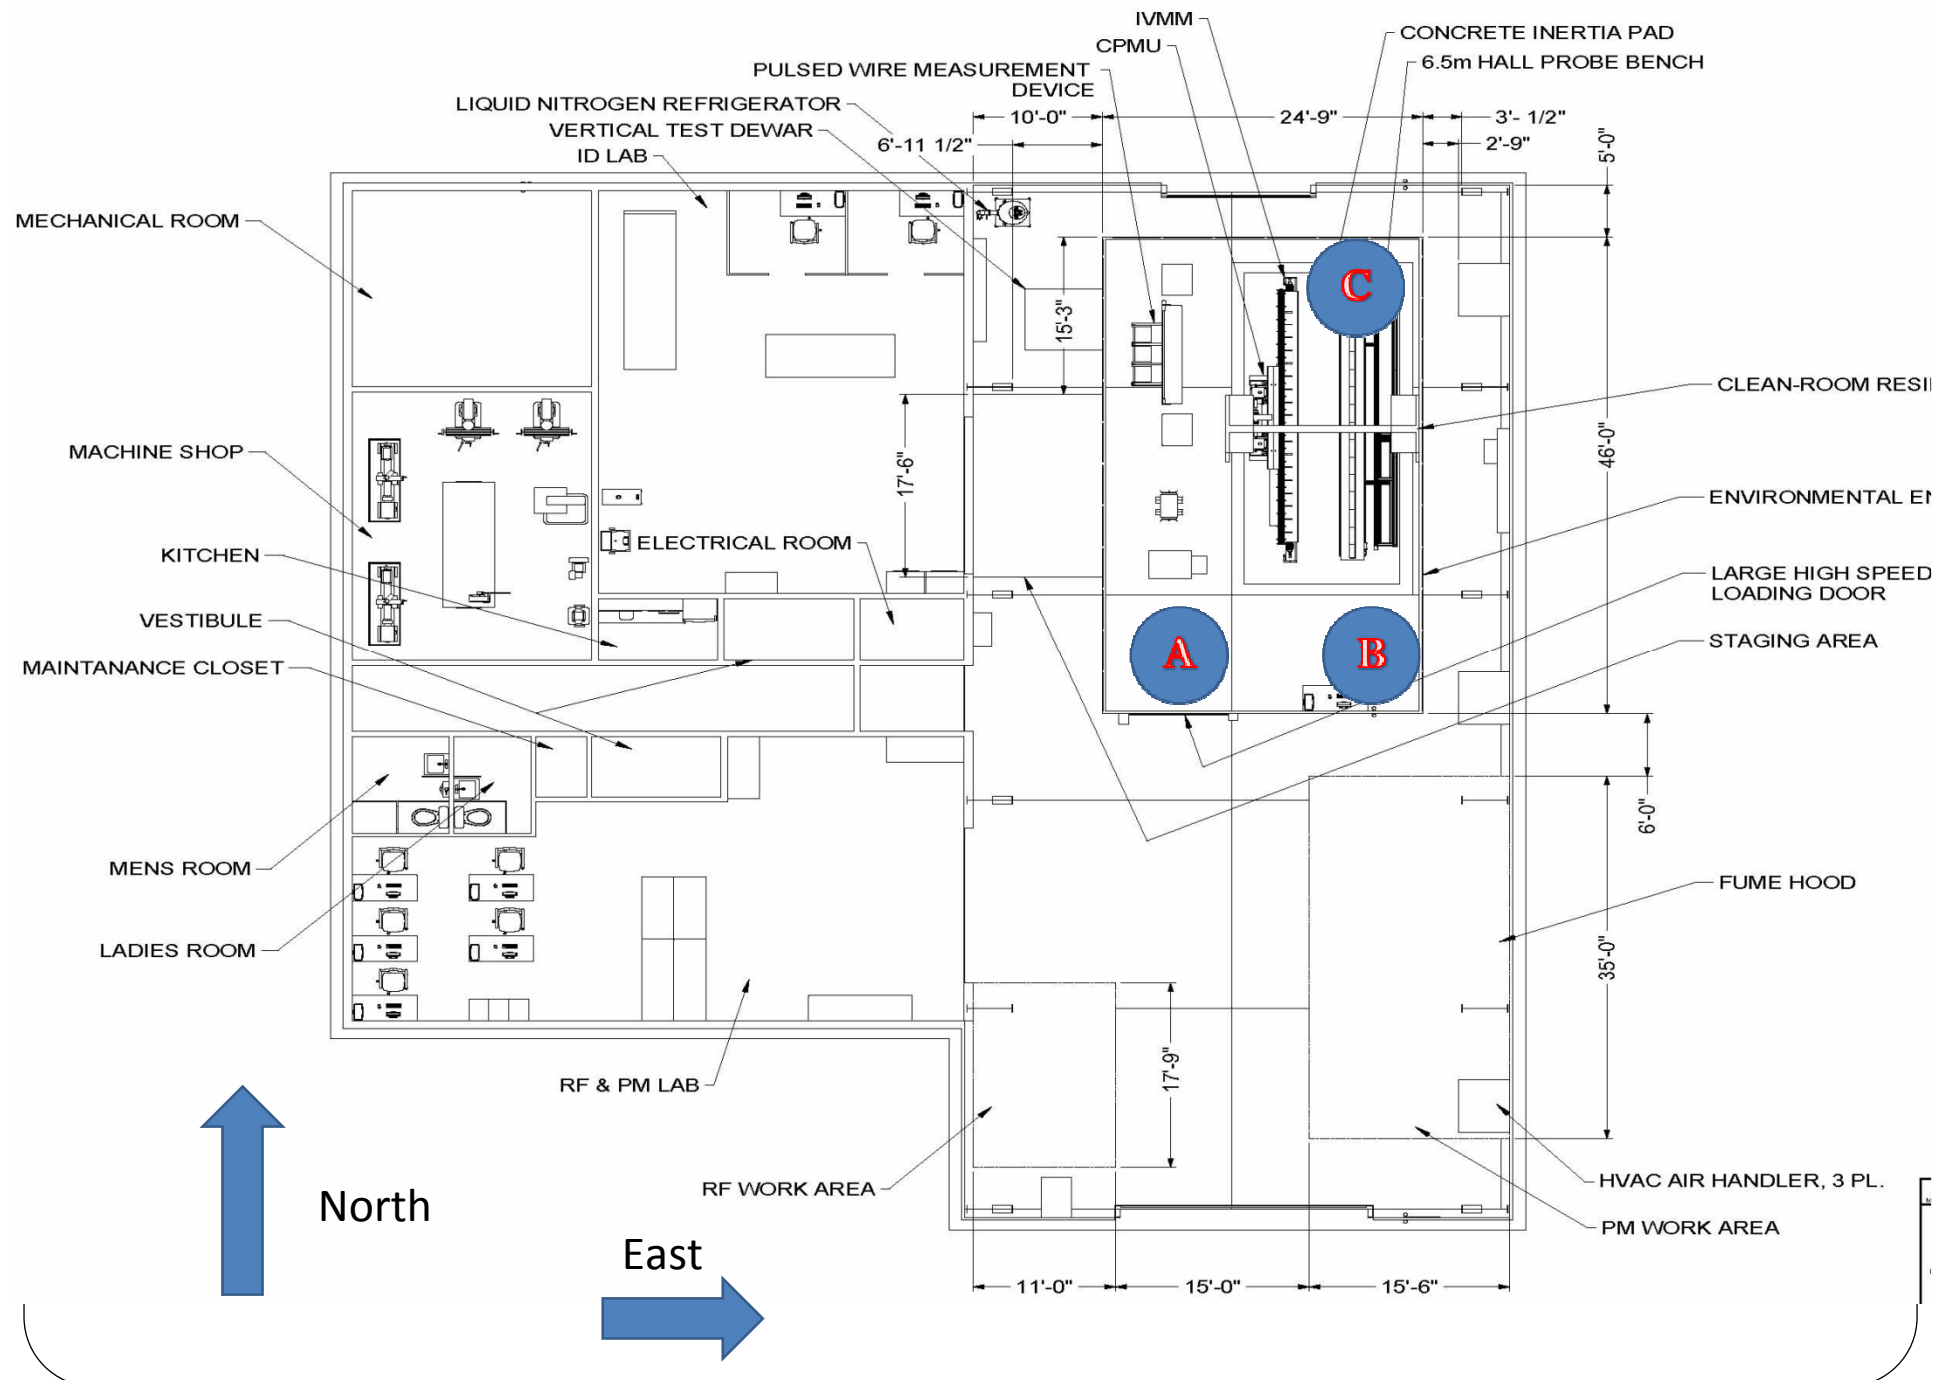 IVMM
CPMU
CONCRETE INERTIA PAD
6.5m HALL PROBE BENCH
PULSED WIRE MEASUREMENT
DEVICE
LIQUID NITROGEN REFRIGERATOR
VERTICAL TEST DEWAR
ID LAB
10'-0"
24'-9"
3'- 1/2"
6'-11 1/2"
2'-9"
5'-0"
MECHANICAL ROOM
C
15'-3"
CLEAN-ROOM RESI
MACHINE SHOP
17'-6"
46'-0"
ENVIRONMENTAL EN
KITCHEN
ELECTRICAL ROOM
LARGE HIGH SPEED
LOADING DOOR
VESTIBULE
STAGING AREA
MAINTANANCE CLOSET
A
B
6'-0"
MENS ROOM
FUME HOOD
LADIES ROOM
35'-0"
RF & PM LAB
17'-9"
RF WORK AREA
HVAC AIR HANDLER, 3 PL.
PM WORK AREA
North
East
11'-0"
15'-0"
15'-6"